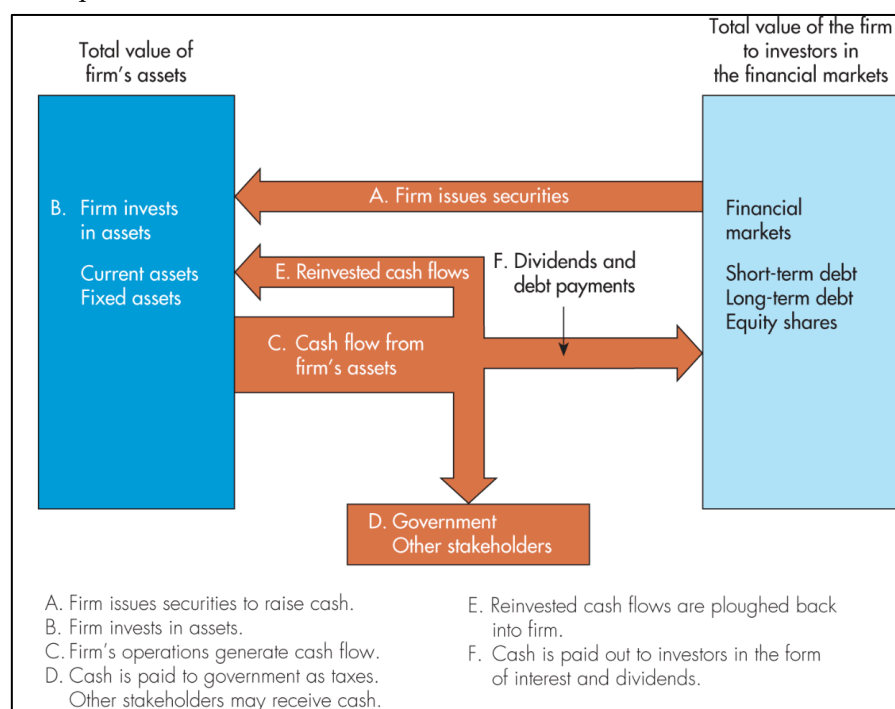 Total value of
firm's assets
Total value of the firm
to investors in
the financial markets
A. Firm issues securities
B. Firm invests
in assets
Current assets
Fixed assets
Financial
markets
Short-term debt
Long-term debt
Equity shares
E. Reinvested cash flows
F. Dividends and
debt payments
C. Cash flow from
firm's assets
D. Government
Other stakeholders
A. Firm issues securities to raise cash.
B. Firm invests in assets.
C. Firm's operations generate cash flow.
D. Cash is paid to government as taxes.
Other stakeholders may receive cash.
E. Reinvested cash flows are ploughed back
into firm.
F. Cash is paid out to investors in the form
of interest and dividends.